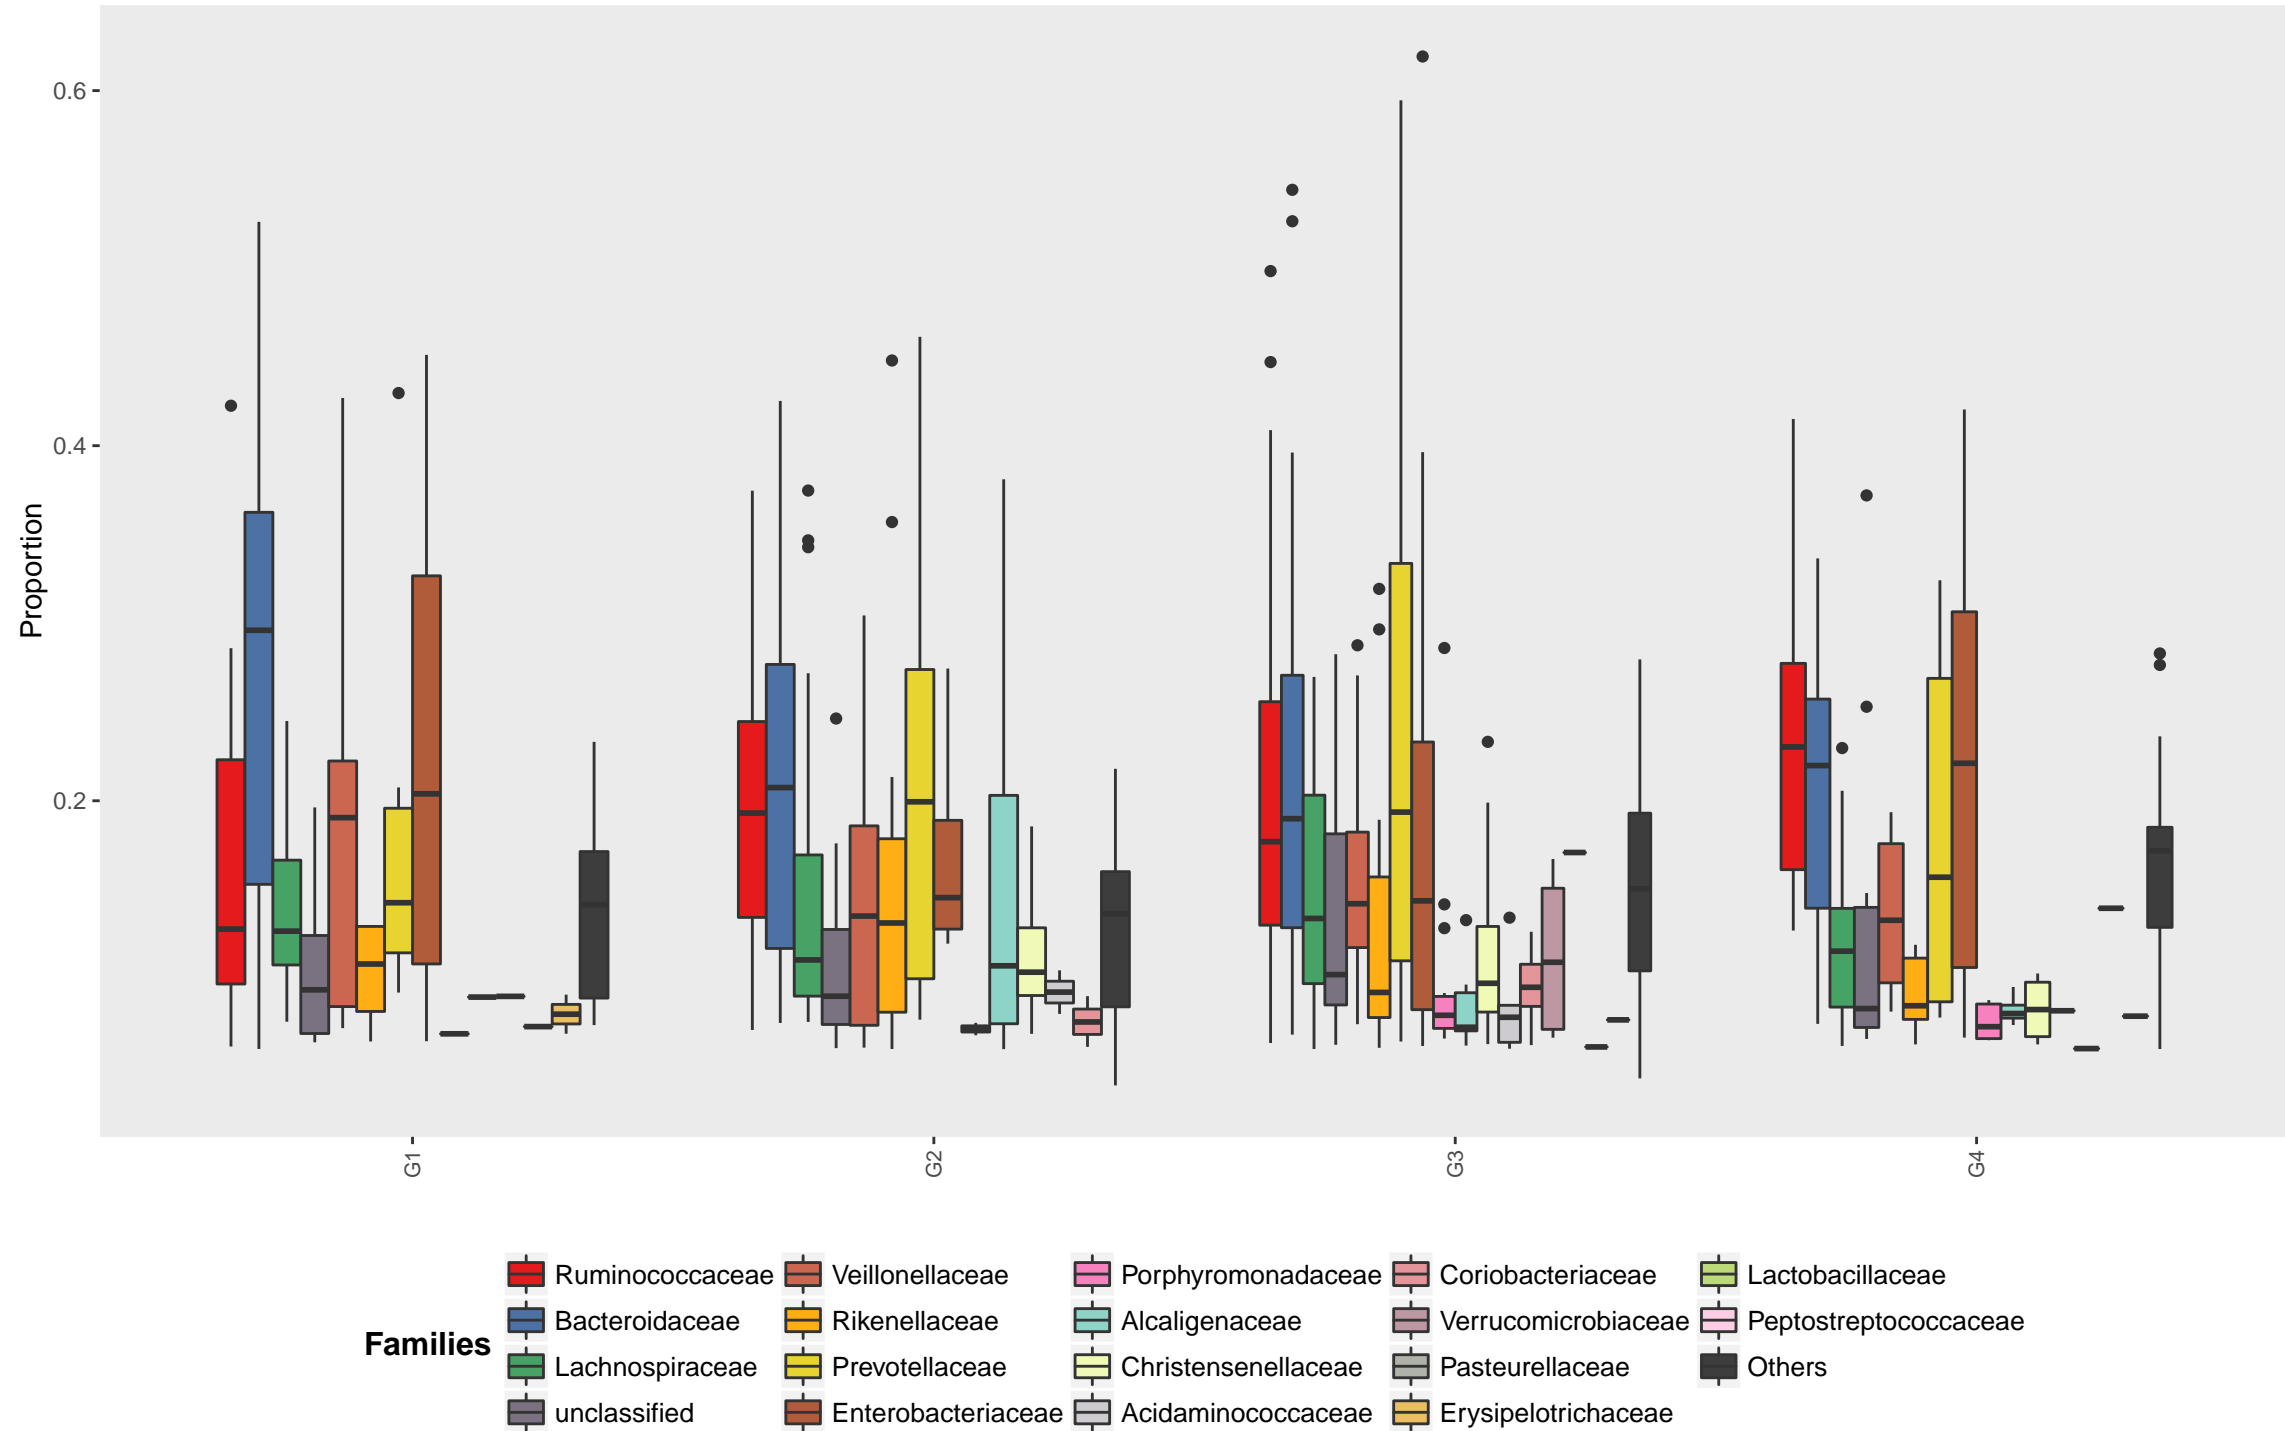 0.6
0.4
0.2
Proportion
G1 G2 G3 G4
Ruminococcaceae Veillonellaceae Porphyromonadaceae Coriobacteriaceae Lactobacillaceae
Bacteroidaceae Rikenellaceae Alcaligenaceae Verrucomicrobiaceae Peptostreptococcaceae
Families
Lachnospiraceae Prevotellaceae Christensenellaceae Pasteurellaceae Others
unclassified Enterobacteriaceae Acidaminococcaceae Erysipelotrichaceae